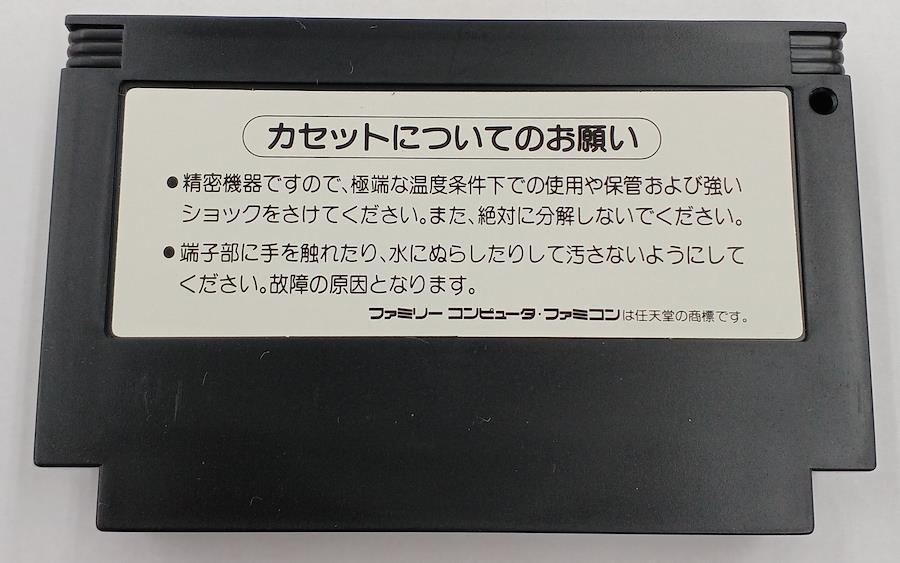 カセットについてのお願い
●精密機器ですので、極端な温度条件下での使用や保管および強い
ショックをさけてください。また、絶対に分解しないでください。
●端子部に手を触れたり、水にぬらしたりして汚さないようにして
ください。故障の原因となります。
ファミリー コンピュータ・ファミコンは任天堂の商標です。